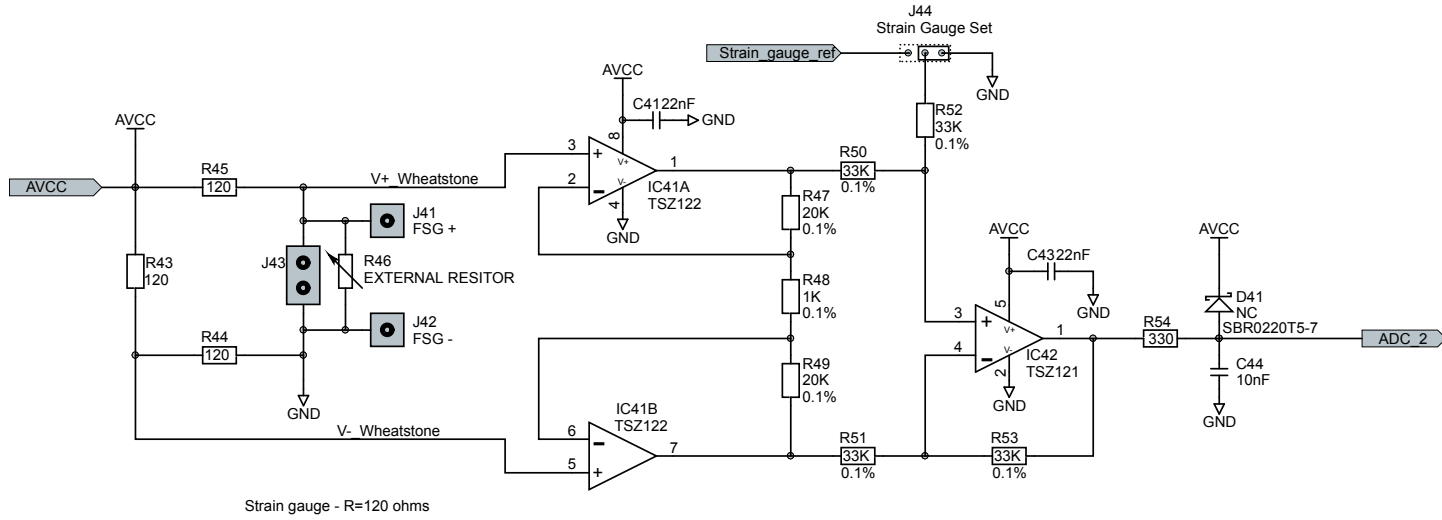 J44
Strain Gauge Set
Strain_gauge_ref
GND
AVCC
C4122nF
GND
R52
33K
0.1%
AVCC
AVCC
R45
120
V+_Wheatstone
3
2
8
V+
V-
4
1
IC41A
TSZ122
GND
R50
33K
0.1%
R47
20K
0.1%
J41
FSG +
R43
120
J43
R46
EXTERNAL RESITOR
R48
1K
0.1%
AVCC
C4322nF
GND
AVCC
D41
NC
SBR0220T5-7
J42
FSG -
R44
120
GND
3
4
5
V+
V-
2
1
IC42
TSZ121
GND
R54
330
ADC_2
C44
10nF
GND
R49
20K
0.1%
V-_Wheatstone
IC41B
TSZ122
6
5
7
R51
33K
0.1%
R53
33K
0.1%
Strain gauge - R=120 ohms